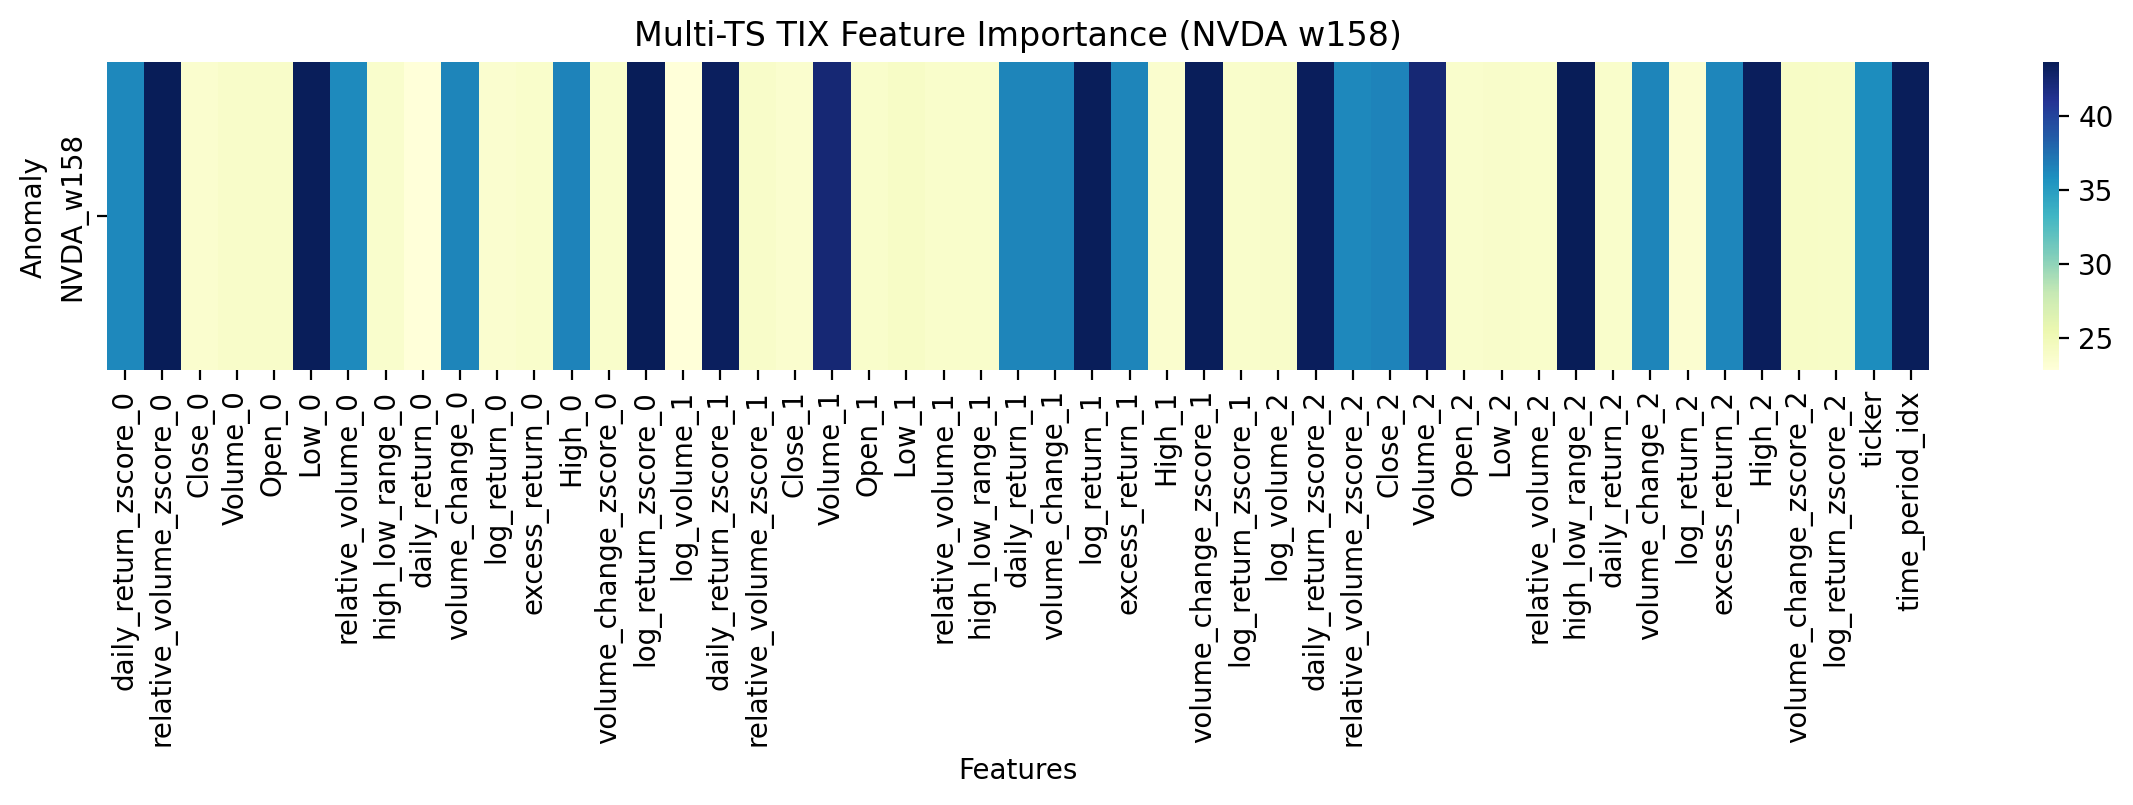 Multi-TS TIX Feature Importance (NVDA w158)
Anomaly
NVDA_w158
40
35
30
25
daily_return_zscore_0
relative_volume_zscore_0
Close_0
Volume_0
Open_0
Low_0
relative_volume_0
high_low_range_0
daily_return_0
volume_change_0
log_return_0
excess_return_0
High_0
volume_change_zscore_0
log_return_zscore_0
log_volume_1
daily_return_zscore_1
relative_volume_zscore_1
Close_1
Volume_1
Open_1
Low_1
relative_volume_1
high_low_range_1
daily_return_1
volume_change_1
log_return_1
excess_return_1
High_1
volume_change_zscore_1
log_return_zscore_1
log_volume_2
daily_return_zscore_2
relative_volume_zscore_2
Close_2
Volume_2
Open_2
Low_2
relative_volume_2
high_low_range_2
daily_return_2
volume_change_2
log_return_2
excess_return_2
High_2
volume_change_zscore_2
log_return_zscore_2
ticker
time_period_idx
Features